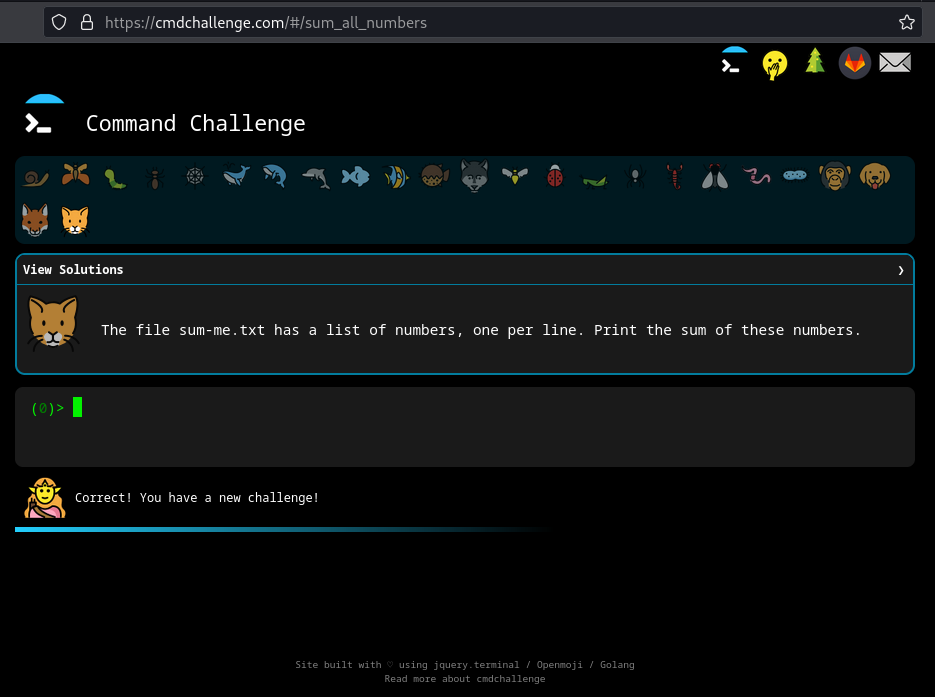 https://cmdchallenge.com/#/sum_all_numbers
Command Challenge
View Solutions
The file sum-me.txt has a list of numbers, one per line. Print the sum of these numbers.
(0)>
Correct! You have a new challenge!
Site built with ♡ using jquery.terminal / Openmoji / Golang
Read more about cmdchallenge